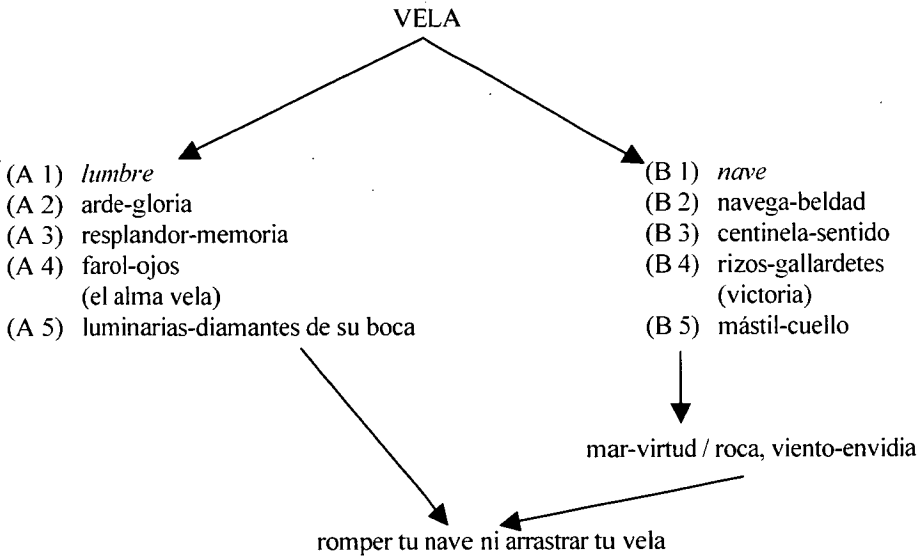 VELA
(A 1) lumbre
(A 2) arde-gloria
(A 3) resplandor-memoria
(A 4) farol-ojos
(el alma vela)
(A 5) luminarias-diamantes de su boca
(B 1) nave
(B 2) navega-beldad
(B 3) centinela-sentido
(B 4) rizos-gallardetes
(victoria)
(B 5) mástil-cuello
mar-virtud / roca, viento-envidia
romper tu nave ni arrastrar tu vela